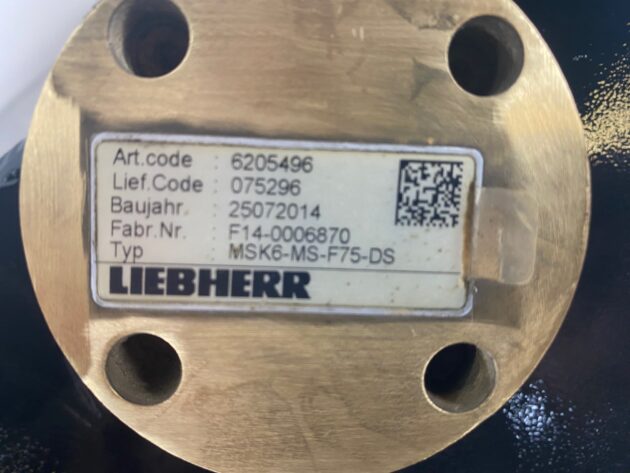 Art.code : 6205496
Lief.Code : 075296
Baujahr. : 25072014
Fabr.Nr. : F14-0006870
Typ : MSK6-MS-F75-DS
LIEBHERR